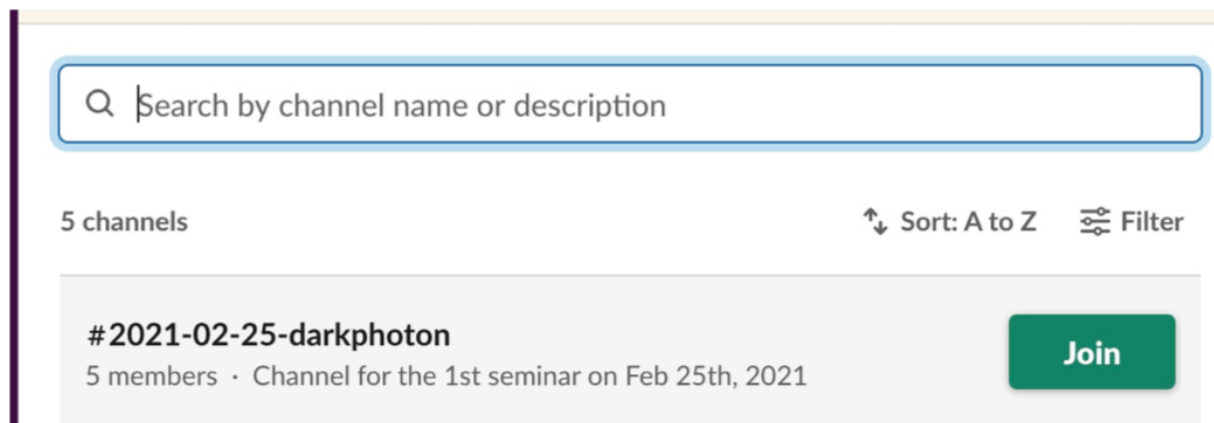 Search by channel name or description
5 channels Sort: A to Z Filter
#2021-02-25-darkphoton
5 members · Channel for the 1st seminar on Feb 25th, 2021
Join